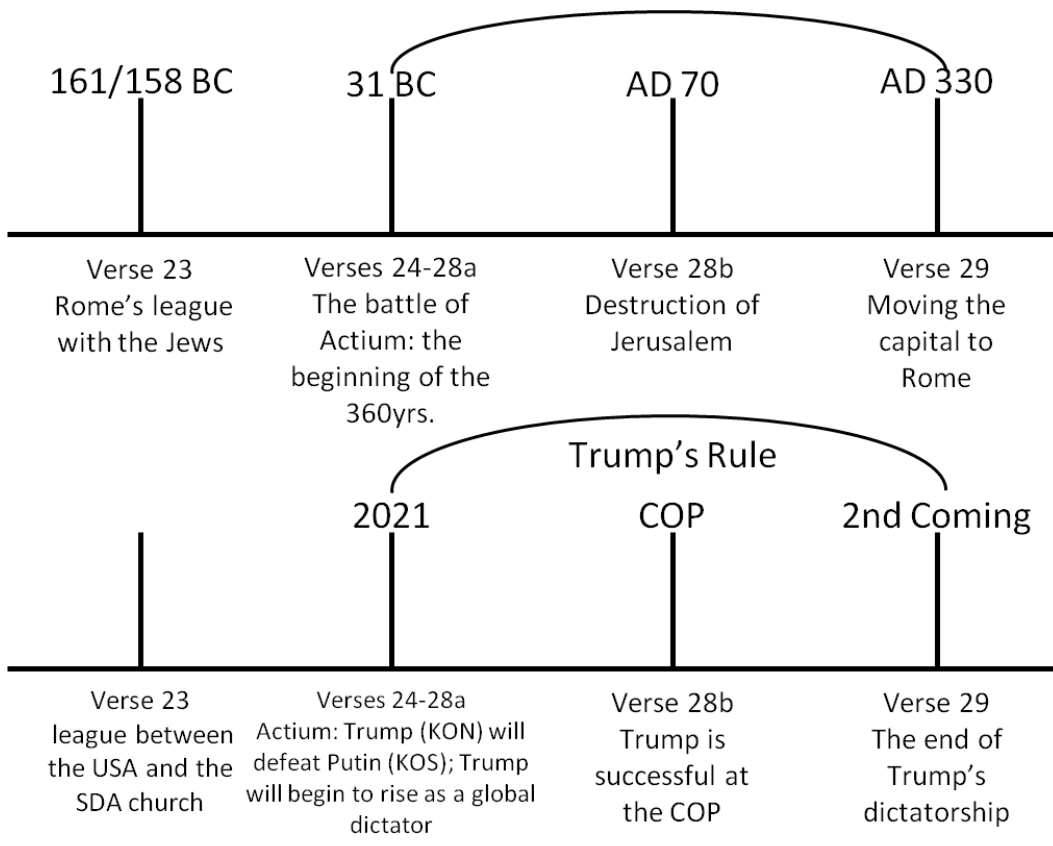 161/158 BC
31 BC
AD 70
AD 330
Verse 23
Rome’s league
with the Jews
Verses 24-28a
The battle of
Actium: the
beginning of the
360yrs.
Verse 28b
Destruction of
Jerusalem
Verse 29
Moving the
capital to
Rome
Trump’s Rule
2021
COP
2nd Coming
Verse 23
league between
the USA and the
SDA church
Verses 24-28a
Actium: Trump (KON) will
defeat Putin (KOS); Trump
will begin to rise as a global
dictator
Verse 28b
Trump is
successful at
the COP
Verse 29
The end of
Trump’s
dictatorship